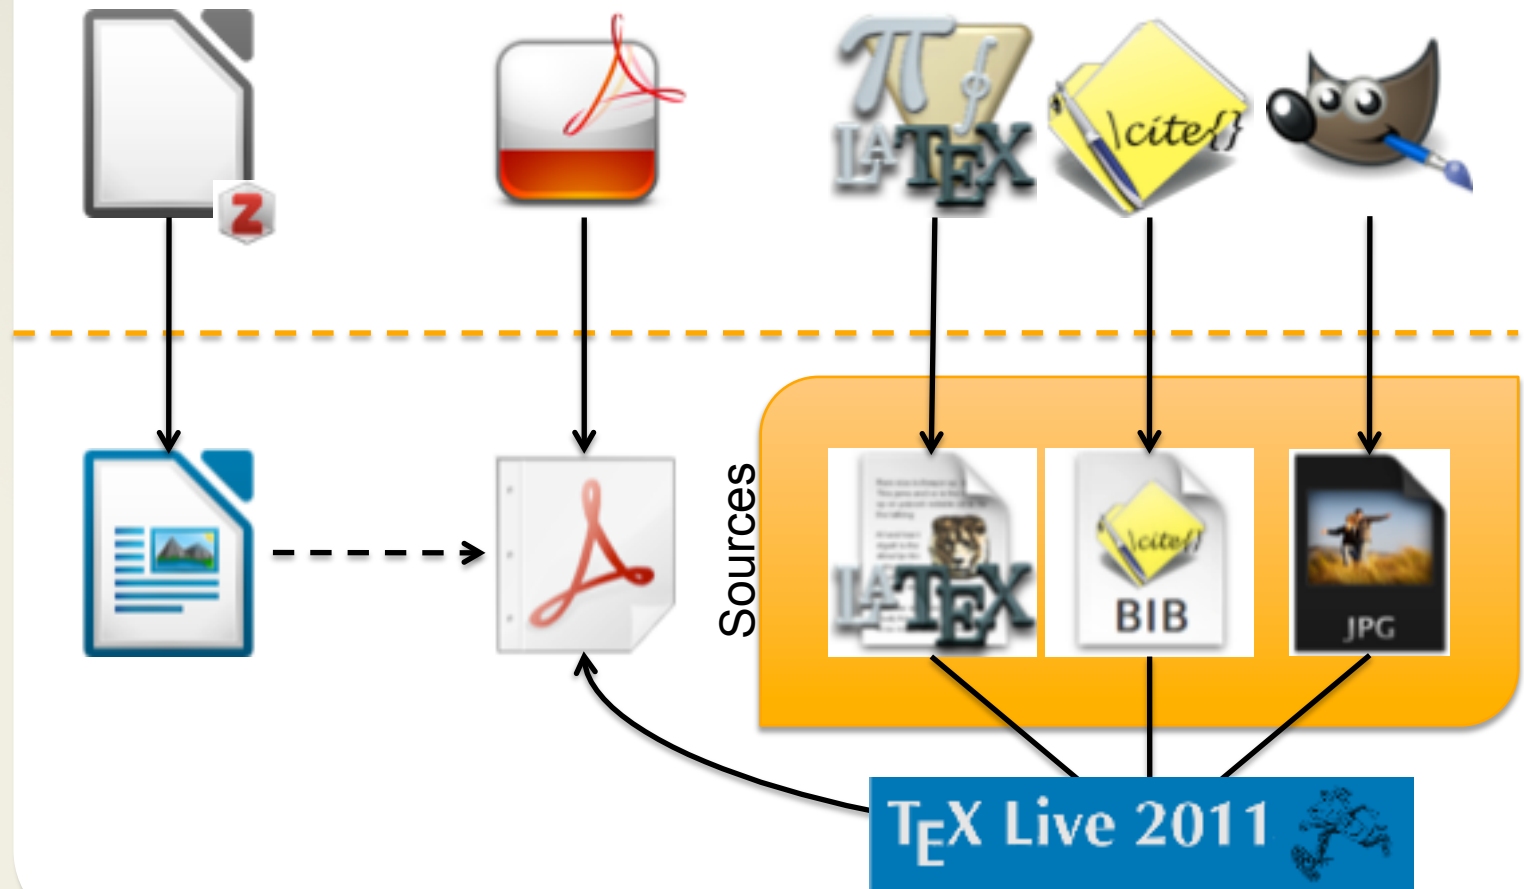 Z
π ∮
LATEX
\cite{}
Sources
LATEX
\cite{}
BIB
JPG
TEX Live 2011